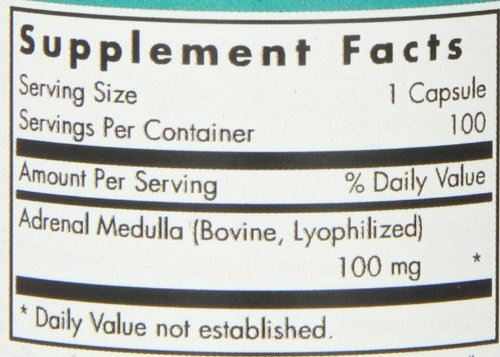 Supplement Facts
Serving Size 1 Capsule
Servings Per Container 100
Amount Per Serving % Daily Value
Adrenal Medulla (Bovine, Lyophilized)
100 mg *
* Daily Value not established.